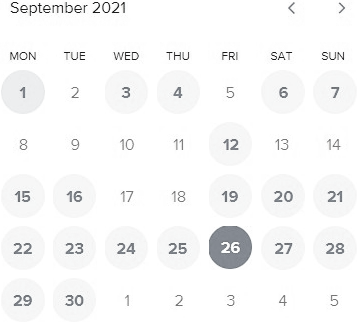 September 2021
MON TUE WED THU FRI SAT SUN
1 2 3 4 5 6 7
8 9 10 11 12 13 14
15 16 17 18 19 20 21
22 23 24 25 26 27 28
29 30 1 2 3 4 5